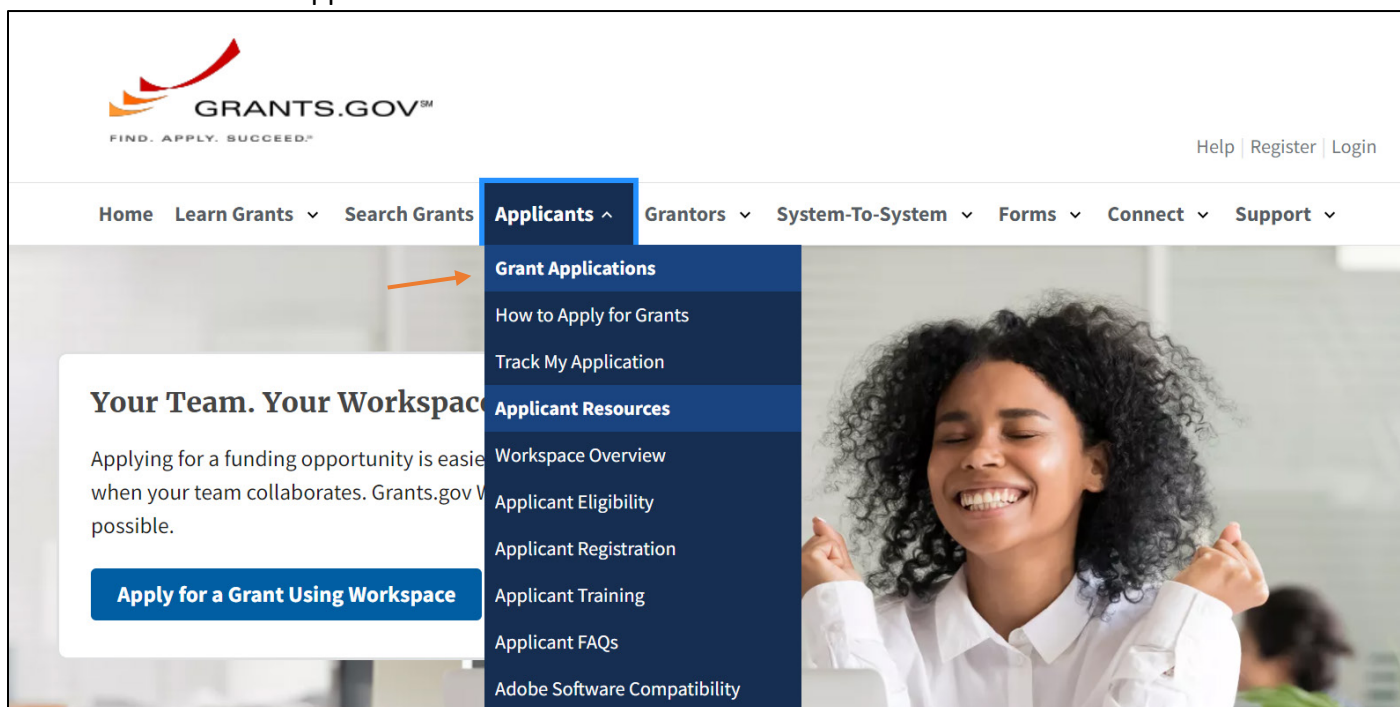 GRANTS.GOV℠
FIND. APPLY. SUCCEED.℠
Help | Register | Login
Home Learn Grants Search Grants Applicants Grantors System-To-System Forms Connect Support
Grant Applications
How to Apply for Grants
Track My Application
Applicant Resources
Workspace Overview
Applicant Eligibility
Applicant Registration
Applicant Training
Applicant FAQs
Adobe Software Compatibility
Your Team. Your Workspac
Applying for a funding opportunity is easie
when your team collaborates. Grants.gov W
possible.
Apply for a Grant Using Workspace